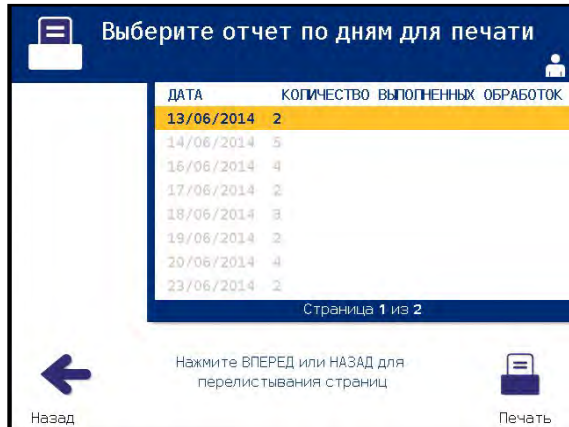 Выберите отчет по дням для печати
ДАТА КОЛИЧЕСТВО ВЫПОЛНЕННЫХ ОБРАБОТОК
13/06/2014 2
14/06/2014 5
16/06/2014 4
17/06/2014 2
18/06/2014 3
19/06/2014 2
20/06/2014 4
23/06/2014 2
Страница 1 из 2
Нажмите ВПЕРЕД или НАЗАД для
перелистывания страниц
Назад
Печать